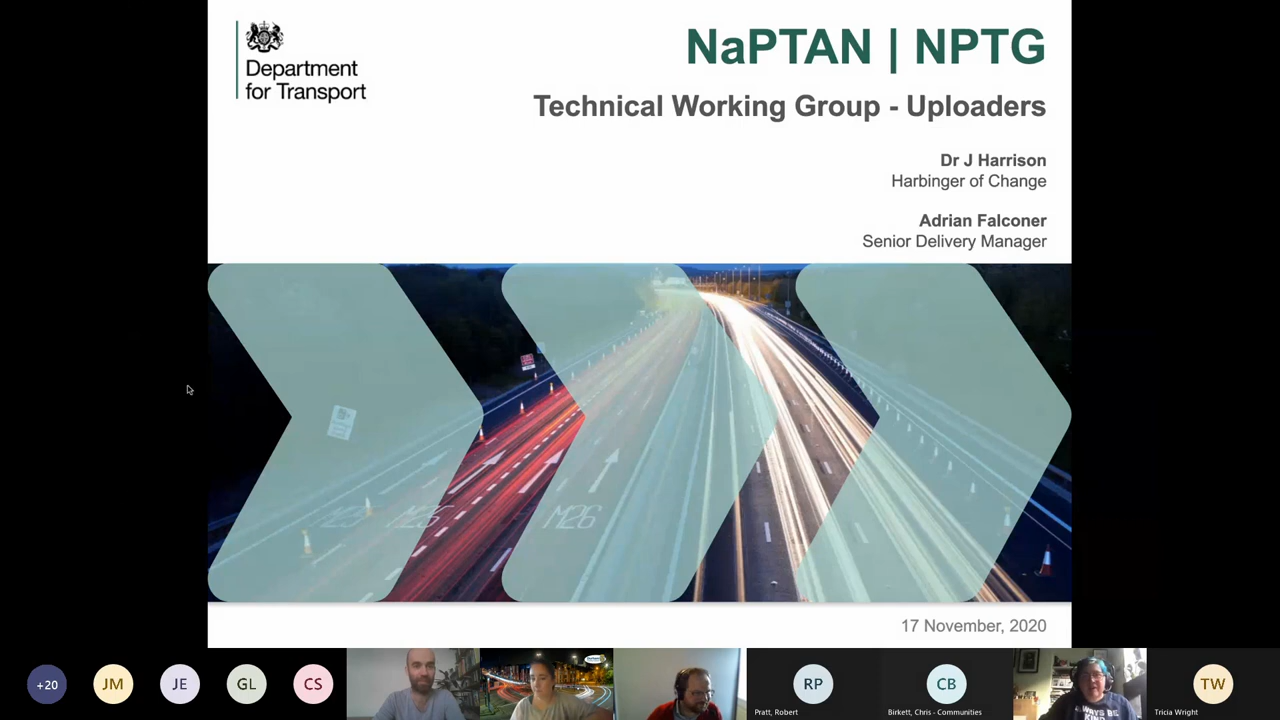 Department
for Transport
NaPTAN | NPTG
Technical Working Group - Uploaders
Dr J Harrison
Harbinger of Change
Adrian Falconer
Senior Delivery Manager
M26
17 November, 2020
+20
JM
JE
GL
CS
RP
Pratt, Robert
CB
Birkett, Chris - Communities
TW
Tricia Wright